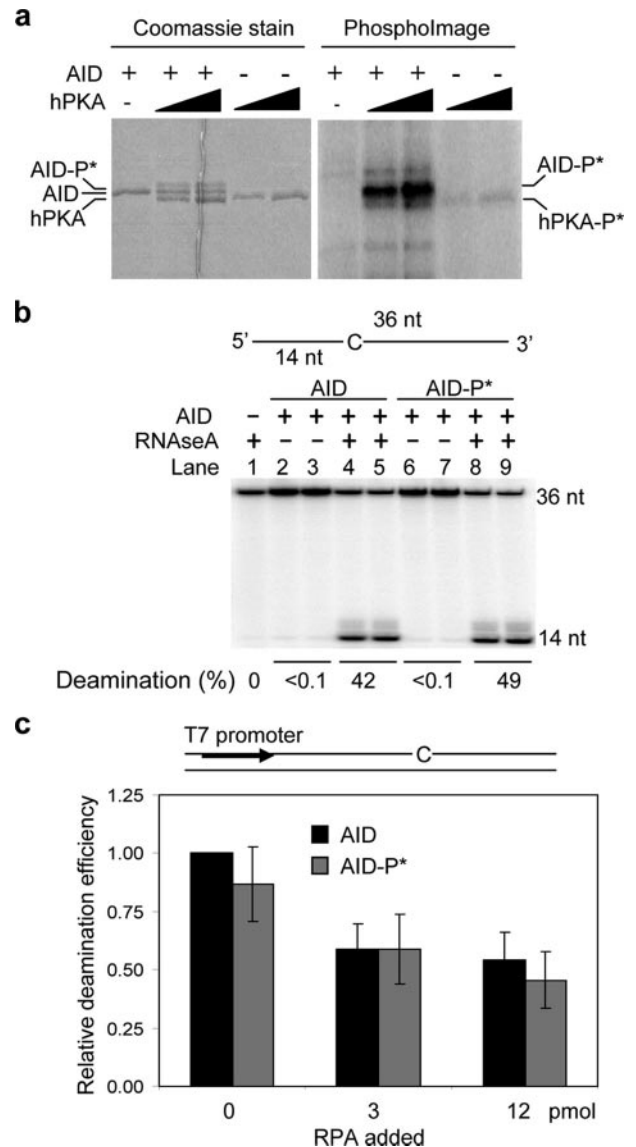 a
Coomassie stain PhosphoImage
AID + + + - - + + + - -
hPKA - -
AID-P*
AID
hPKA
AID-P*
hPKA-P*
b
36 nt
5' C 3'
14 nt
AID AID-P*
AID – + + + + + + + +
RNAseA + – – + + – – + +
Lane 1 2 3 4 5 6 7 8 9
36 nt
14 nt
Deamination (%) 0 <0.1 42 <0.1 49
c
T7 promoter
C
Relative deamination efficiency
1.25
1.00
0.75
0.50
0.25
0.00
AID
AID-P*
0 3 12 pmol
RPA added